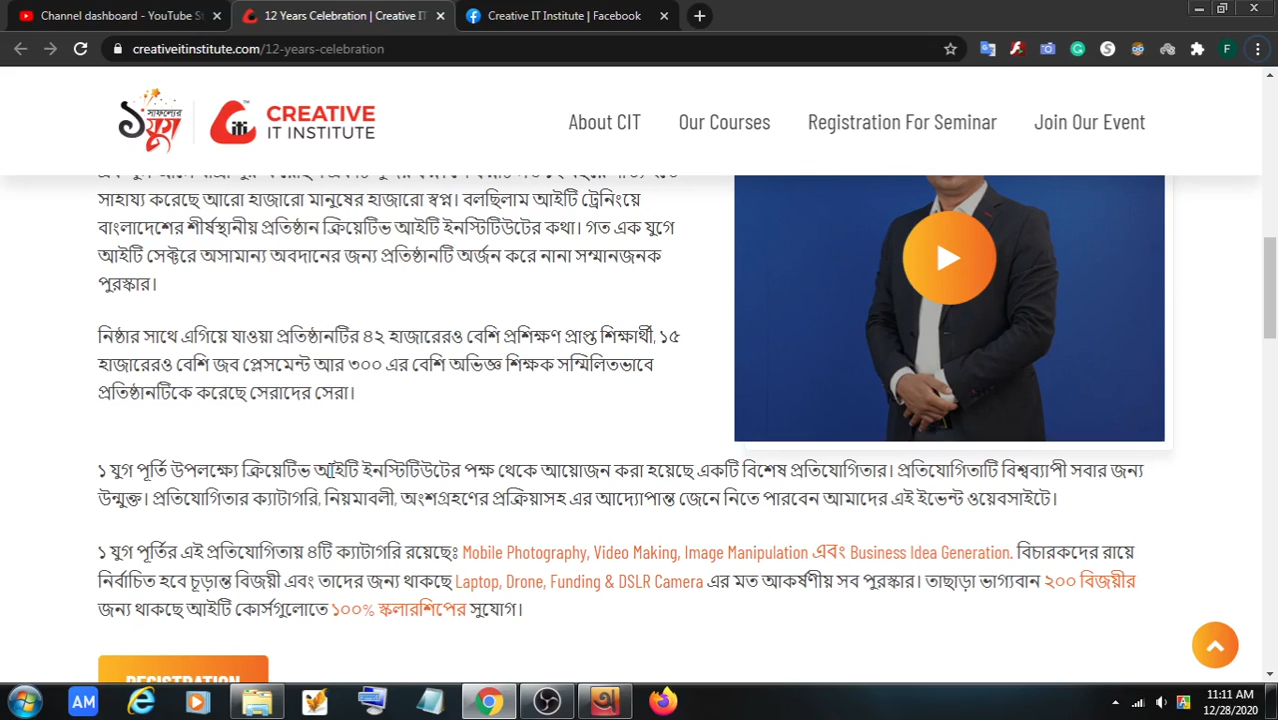 Channel dashboard - YouTube S
12 Years Celebration | Creative IT
Creative IT Institute | Facebook
creativeitinstitute.com/12-years-celebration
১ যুগ সাফল্যের
CREATIVE
IT INSTITUTE
About CIT
Our Courses
Registration For Seminar
Join Our Event
সাহায্য করেছে আরো হাজারো মানুষের হাজারো স্বপ্ন। বলছিলাম আইটি ট্রেনিংয়ে
বাংলাদেশের শীর্ষস্থানীয় প্রতিষ্ঠান ক্রিয়েটিভ আইটি ইনস্টিটিউটের কথা। গত এক যুগে
আইটি সেক্টরে অসামান্য অবদানের জন্য প্রতিষ্ঠানটি অর্জন করে নানা সম্মানজনক
পুরস্কার।
নিষ্ঠার সাথে এগিয়ে যাওয়া প্রতিষ্ঠানটির ৪২ হাজারেরও বেশি প্রশিক্ষণ প্রাপ্ত শিক্ষার্থী, ১৫
হাজারেরও বেশি জব প্লেসমেন্ট আর ৩০০ এর বেশি অভিজ্ঞ শিক্ষক সম্মিলিতভাবে
প্রতিষ্ঠানটিকে করেছে সেরাদের সেরা।
১ যুগ পূর্তি উপলক্ষ্যে ক্রিয়েটিভ আইটি ইনস্টিটিউটের পক্ষ থেকে আয়োজন করা হয়েছে একটি বিশেষ প্রতিযোগিতার। প্রতিযোগিতাটি বিশ্বব্যাপী সবার জন্য
উন্মুক্ত। প্রতিযোগিতার ক্যাটাগরি, নিয়মাবলী, অংশগ্রহণের প্রক্রিয়াসহ এর আদ্যোপান্ত জেনে নিতে পারবেন আমাদের এই ইভেন্ট ওয়েবসাইটে।
১ যুগ পূর্তির এই প্রতিযোগিতায় ৪টি ক্যাটাগরি রয়েছেঃ Mobile Photography, Video Making, Image Manipulation এবং Business Idea Generation. বিচারকদের রায়ে
নির্বাচিত হবে চূড়ান্ত বিজয়ী এবং তাদের জন্য থাকছে Laptop, Drone, Funding & DSLR Camera এর মত আকর্ষণীয় সব পুরস্কার। তাছাড়া ভাগ্যবান ২০০ বিজয়ীর
জন্য থাকছে আইটি কোর্সগুলোতে ১০০% স্কলারশিপের সুযোগ।
REGISTRATION
AM
11:11 AM
12/28/2020